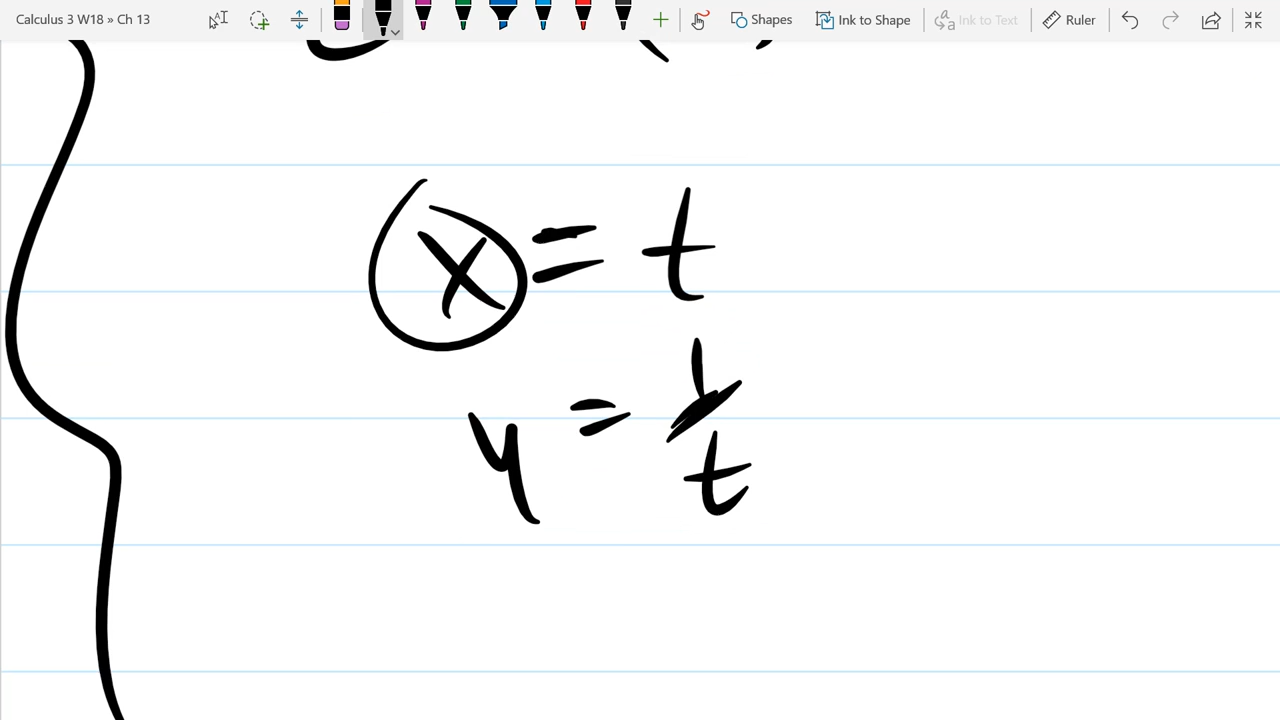 Calculus 3 W18 » Ch 13
Shapes
Ink to Shape
Ink to Text
Ruler
x = t
y = 1/t